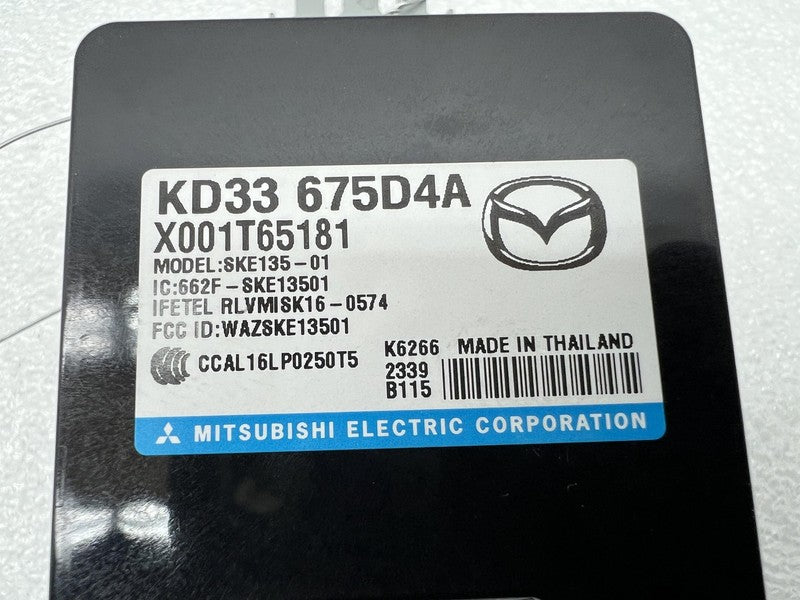 KD33 675D4A
X001T65181
MODEL:SKE135-01
IC:662F-SKE13501
IFETEL RLVMISK16-0574
FCC ID:WAZSKE13501
CCAL16LP0250T5
K6266 MADE IN THAILAND
2339
B115
MITSUBISHI ELECTRIC CORPORATION